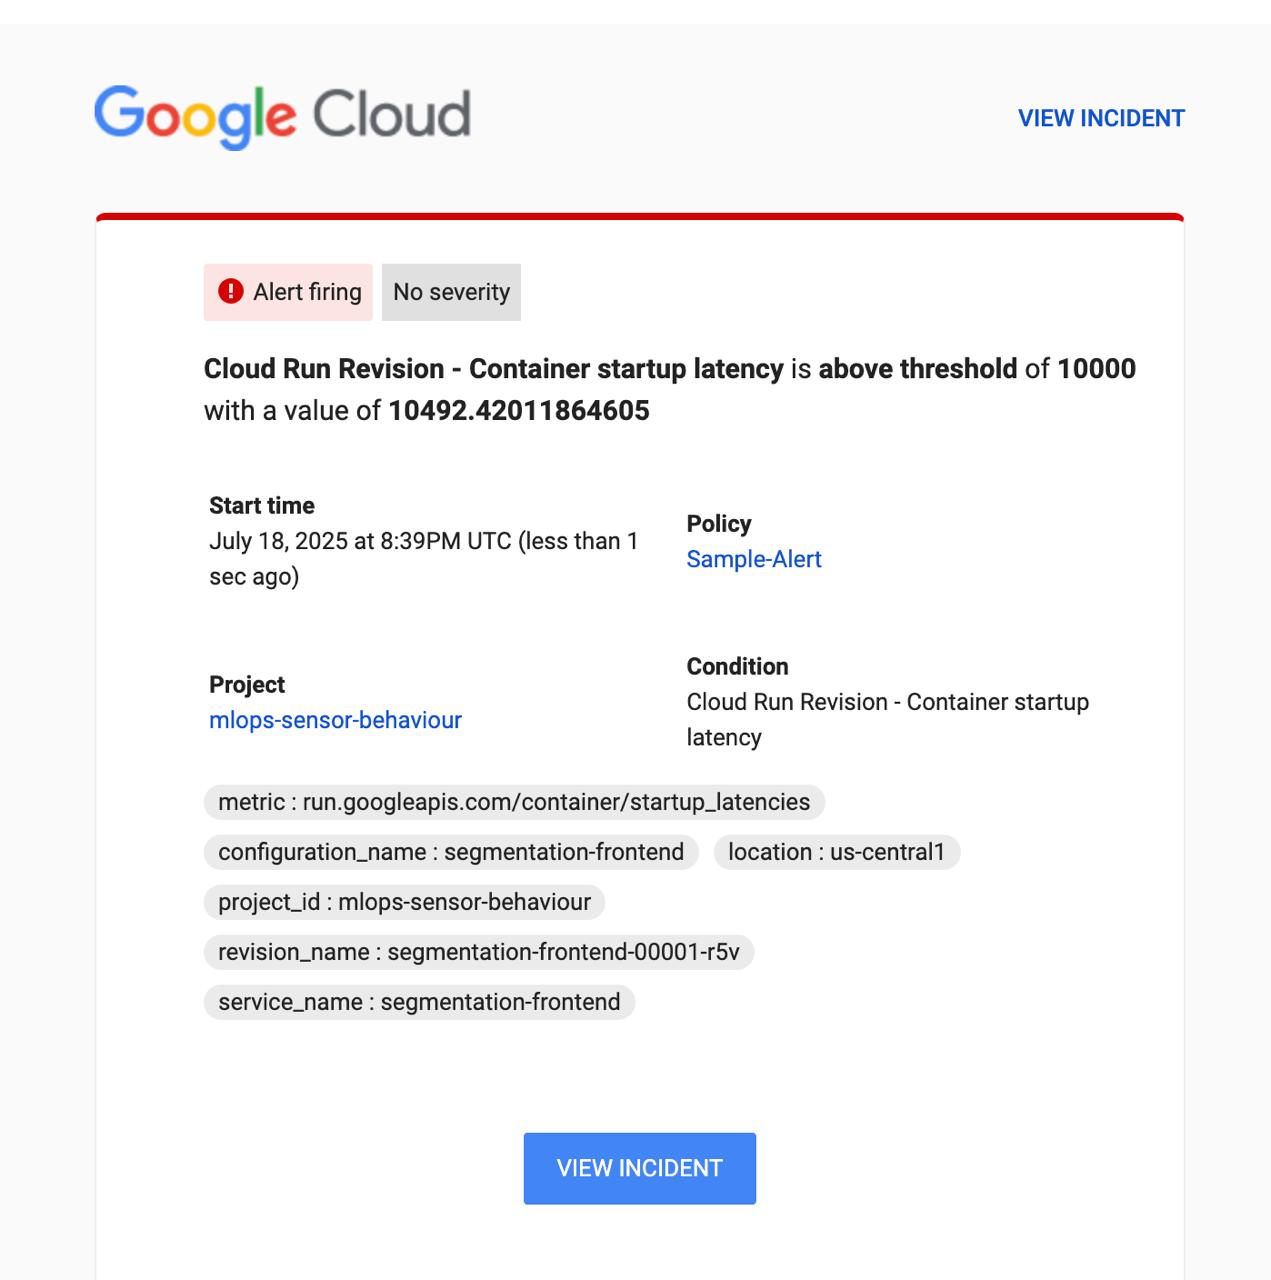 Google Cloud
VIEW INCIDENT
Alert firing
No severity
Cloud Run Revision - Container startup latency is above threshold of 10000
with a value of 10492.42011864605
Start time
July 18, 2025 at 8:39PM UTC (less than 1
sec ago)
Policy
Sample-Alert
Project
mlops-sensor-behaviour
Condition
Cloud Run Revision - Container startup
latency
metric : run.googleapis.com/container/startup_latencies
configuration_name : segmentation-frontend
location : us-central1
project_id : mlops-sensor-behaviour
revision_name : segmentation-frontend-00001-r5v
service_name : segmentation-frontend
VIEW INCIDENT